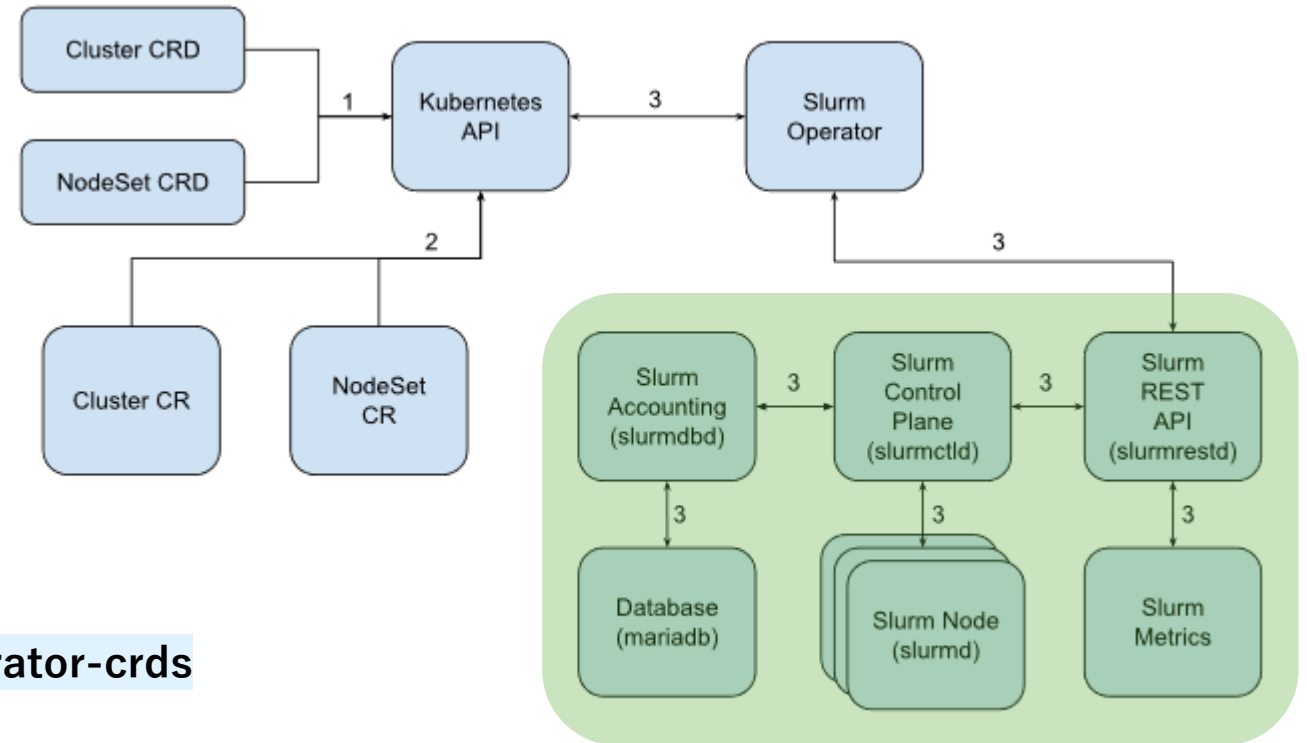 Cluster CRD
1
Kubernetes
API
3
Slurm
Operator
NodeSet CRD
2
3
Cluster CR
NodeSet
CR
Slurm
Accounting
(slurmdbd)
3
Slurm
Control
Plane
(slurmctld)
3
Slurm
REST
API
(slurmrestd)
3
3
3
Database
(mariadb)
Slurm Node
(slurmd)
Slurm
Metrics
rator-crds